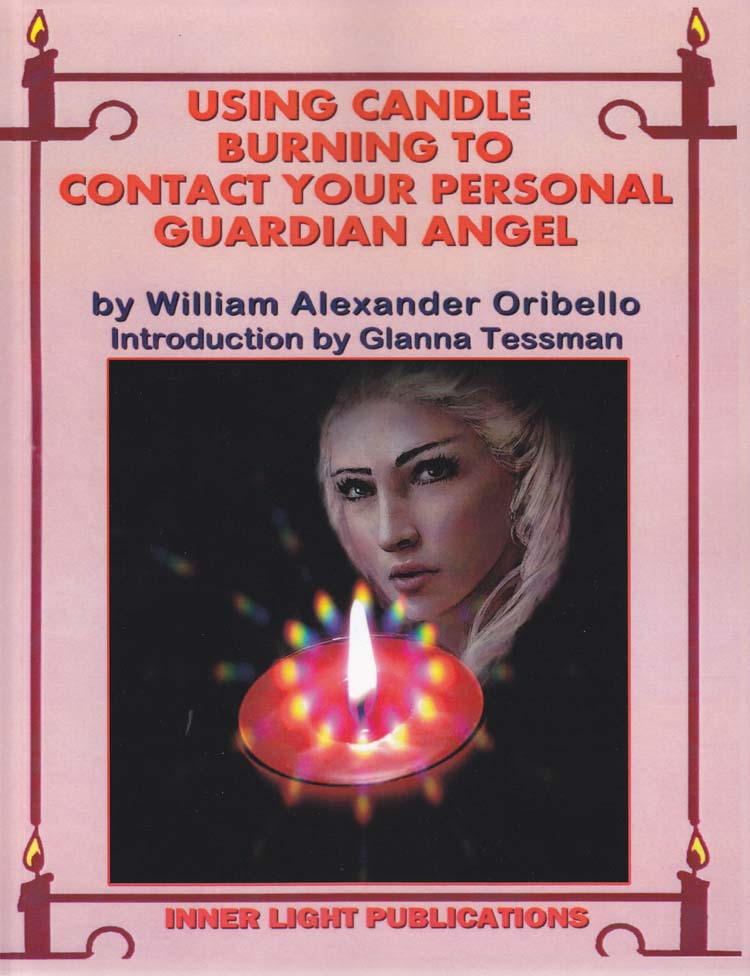 USING CANDLE
BURNING TO
CONTACT YOUR PERSONAL
GUARDIAN ANGEL
by William Alexander Oribello
Introduction by Glanna Tessman
INNER LIGHT PUBLICATIONS